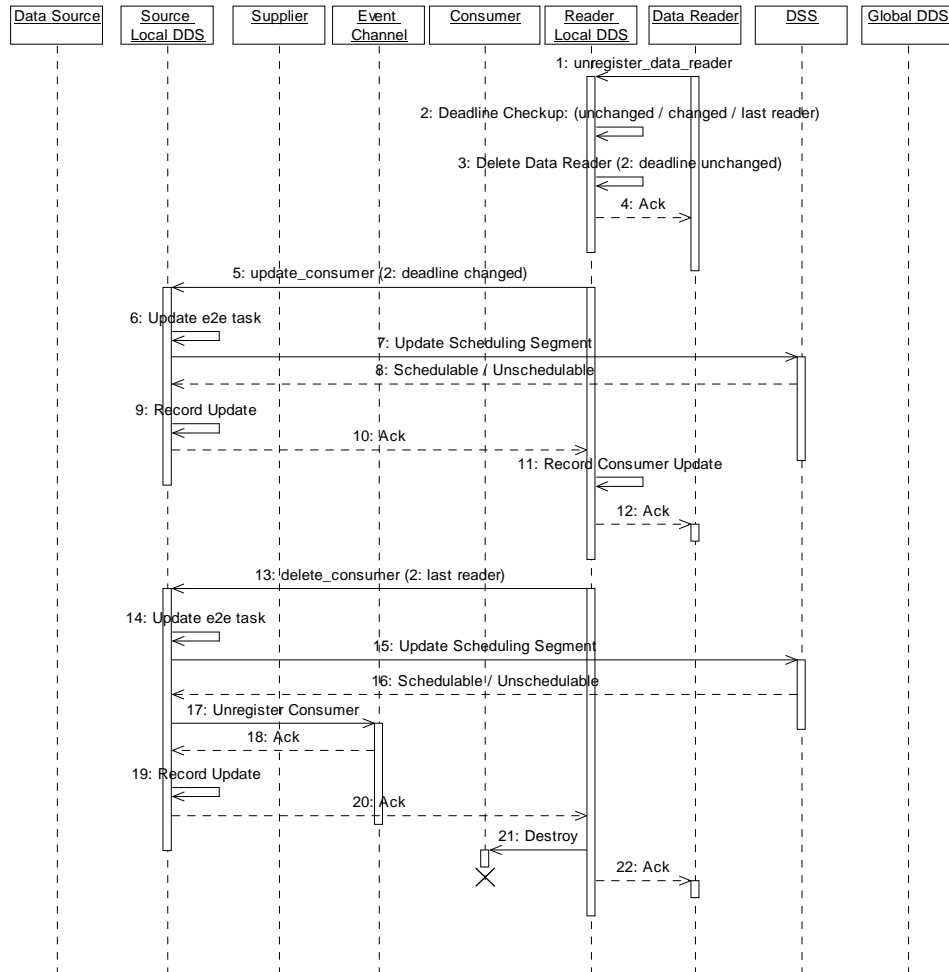 Data Source
Source
Local DDS
Supplier
Event
Channel
Consumer
Reader
Local DDS
Data Reader
DSS
Global DDS
1: unregister_data_reader
2: Deadline Checkup: (unchanged / changed / last reader)
3: Delete Data Reader (2: deadline unchanged)
4: Ack
5: update_consumer (2: deadline changed)
6: Update e2e task
7: Update Scheduling Segment
8: Schedulable / Unschedulable
9: Record Update
10: Ack
11: Record Consumer Update
12: Ack
13: delete_consumer (2: last reader)
14: Update e2e task
15: Update Scheduling Segment
16: Schedulable / Unschedulable
17: Unregister Consumer
18: Ack
19: Record Update
20: Ack
21: Destroy
22: Ack